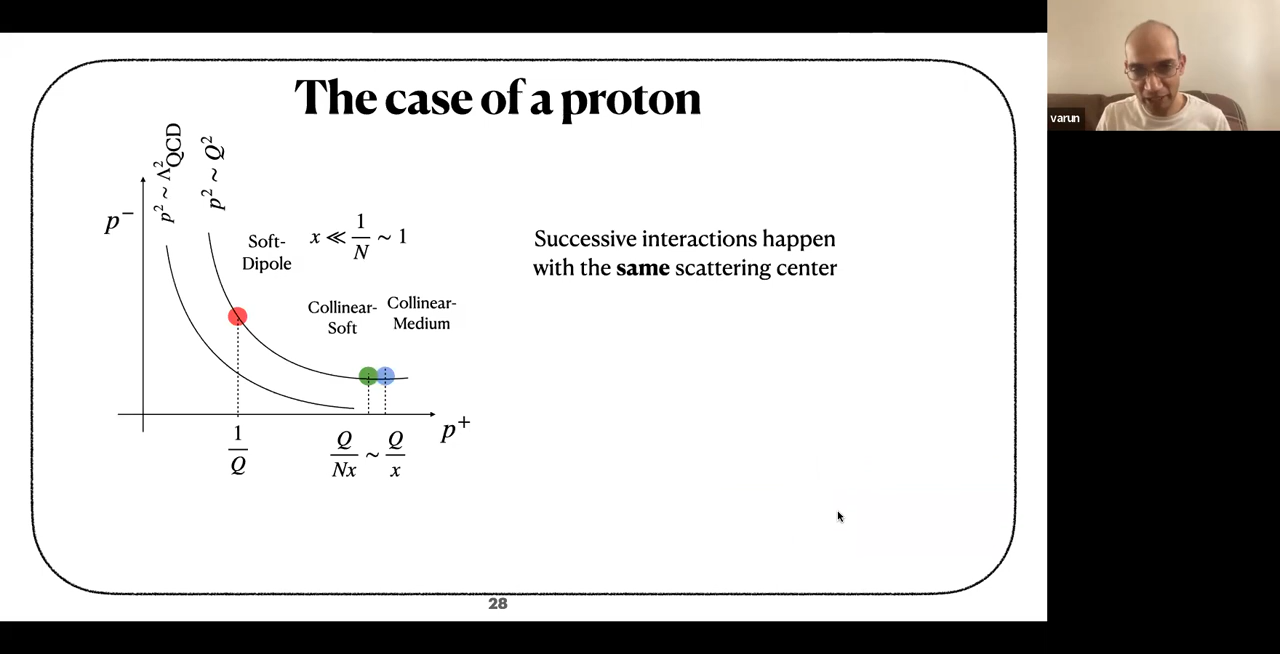 The case of a proton
p² ~ Λ²QCD
p² ~ Q²
p⁻
Soft-
Dipole
x ≪ 1/N ~ 1
Collinear-
Soft
Collinear-
Medium
1/Q
Q/Nx ~ Q/x
p⁺
Successive interactions happen
with the same scattering center
28
varun